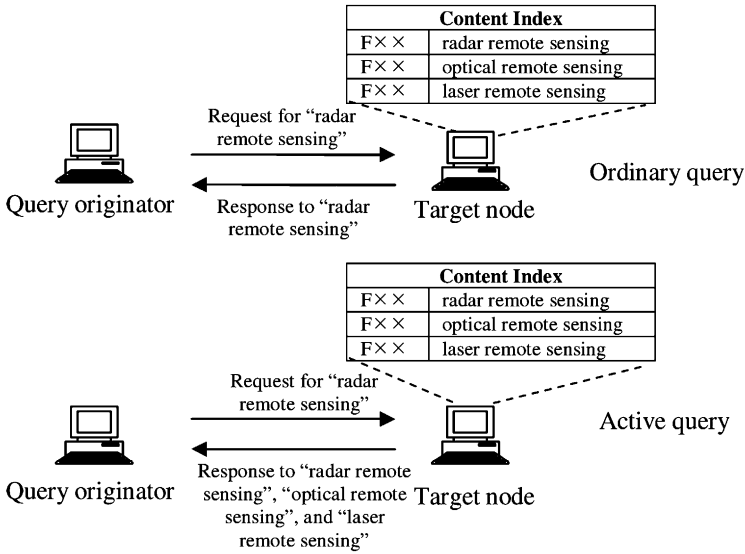 Content Index
F×× radar remote sensing
F×× optical remote sensing
F×× laser remote sensing
Request for “radar
remote sensing”
Ordinary query
Response to “radar
remote sensing”
Query originator
Target node
Content Index
F×× radar remote sensing
F×× optical remote sensing
F×× laser remote sensing
Request for “radar
remote sensing”
Active query
Response to “radar remote
sensing”, “optical remote
sensing”, and “laser
remote sensing”
Query originator
Target node